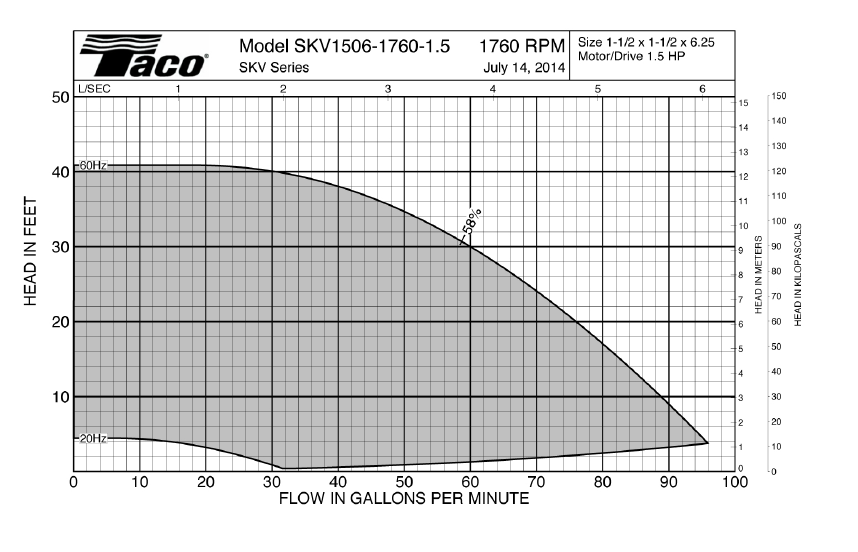 Taco®
Model SKV1506-1760-1.5 1760 RPM
SKV Series July 14, 2014
Size 1-1/2 x 1-1/2 x 6.25
Motor/Drive 1.5 HP
L/SEC 1 2 3 4 5 6
50
40
30
20
10
HEAD IN FEET
60Hz
58%
20Hz
0 10 20 30 40 50 60 70 80 90 100
FLOW IN GALLONS PER MINUTE
15
14
13
12
11
10
9
8
7
6
5
4
3
2
1
0
HEAD IN METERS
150
140
130
120
110
100
90
80
70
60
50
40
30
20
10
0
HEAD IN KILOPASCALS